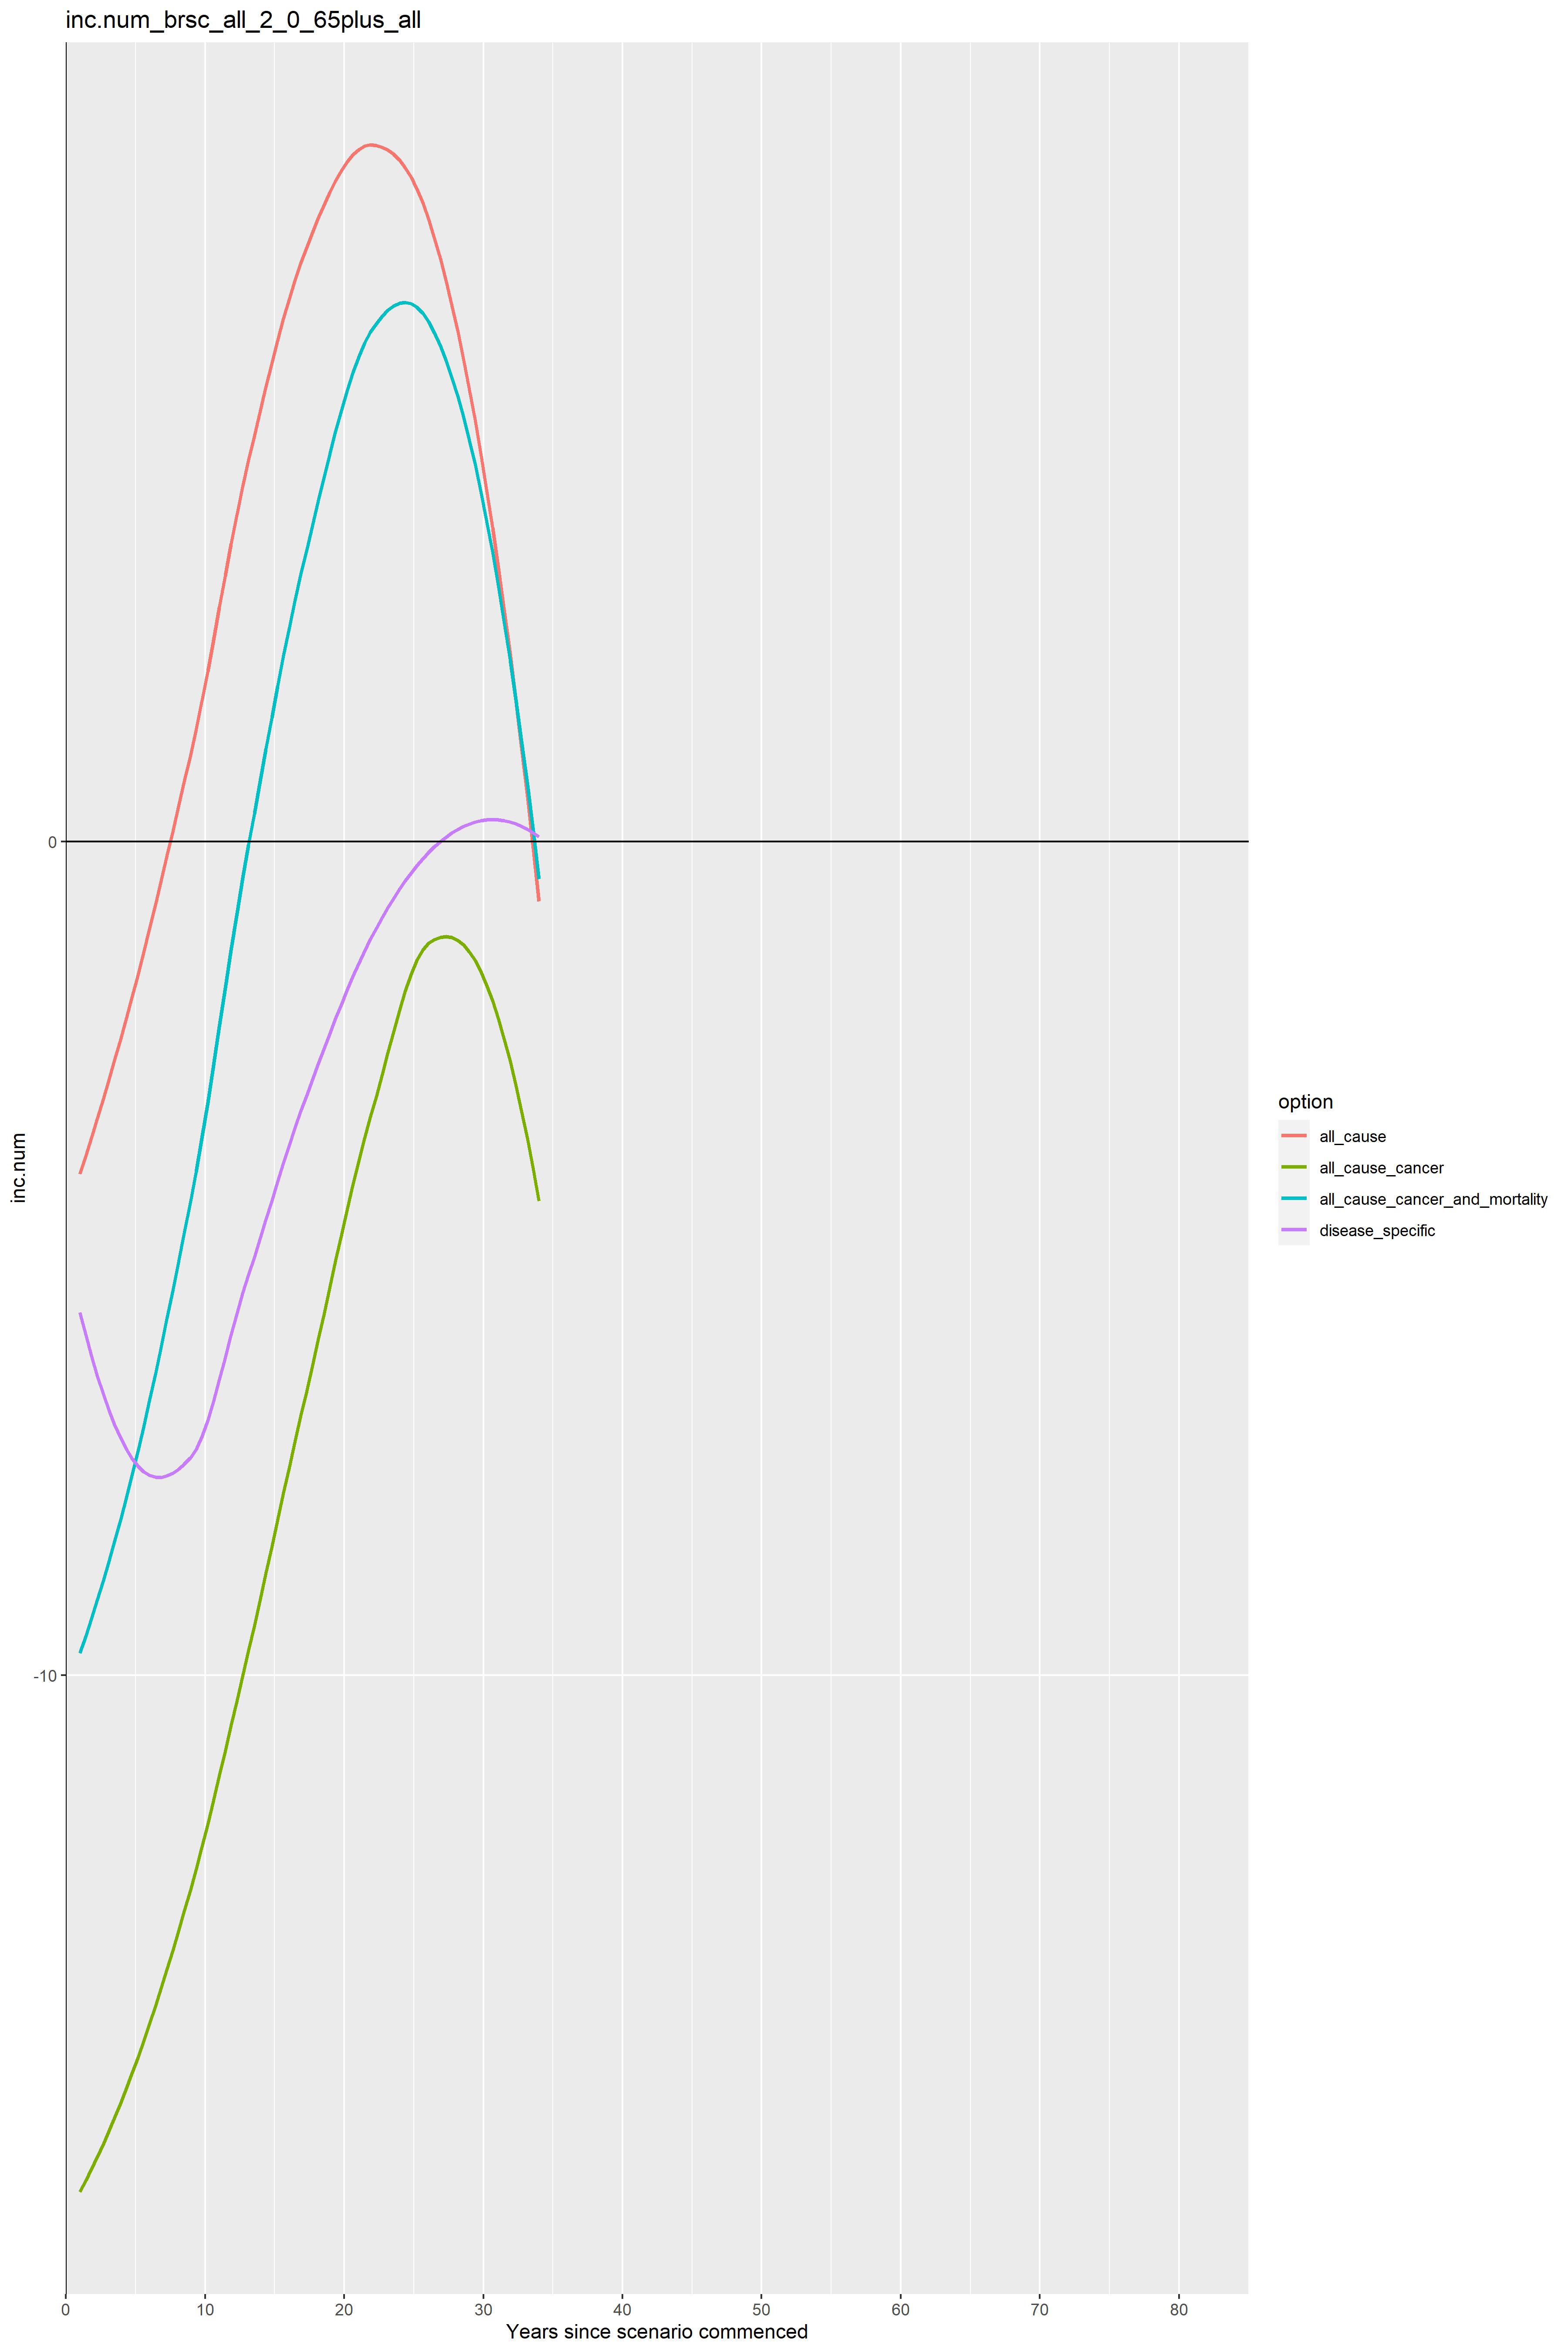 inc.num_brsc_all_2_0_65plus_all
inc.num
0
-10
0 10 20 30 40 50 60 70 80
Years since scenario commenced
option
all_cause
all_cause_cancer
all_cause_cancer_and_mortality
disease_specific